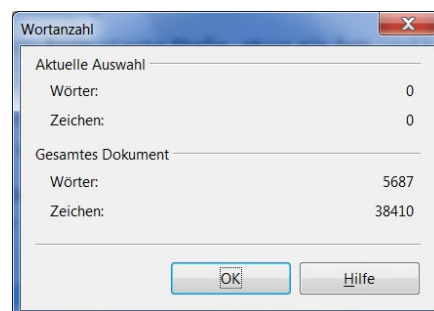 Wortanzahl
Aktuelle Auswahl
Wörter: 0
Zeichen: 0
Gesamtes Dokument
Wörter: 5687
Zeichen: 38410
OK Hilfe